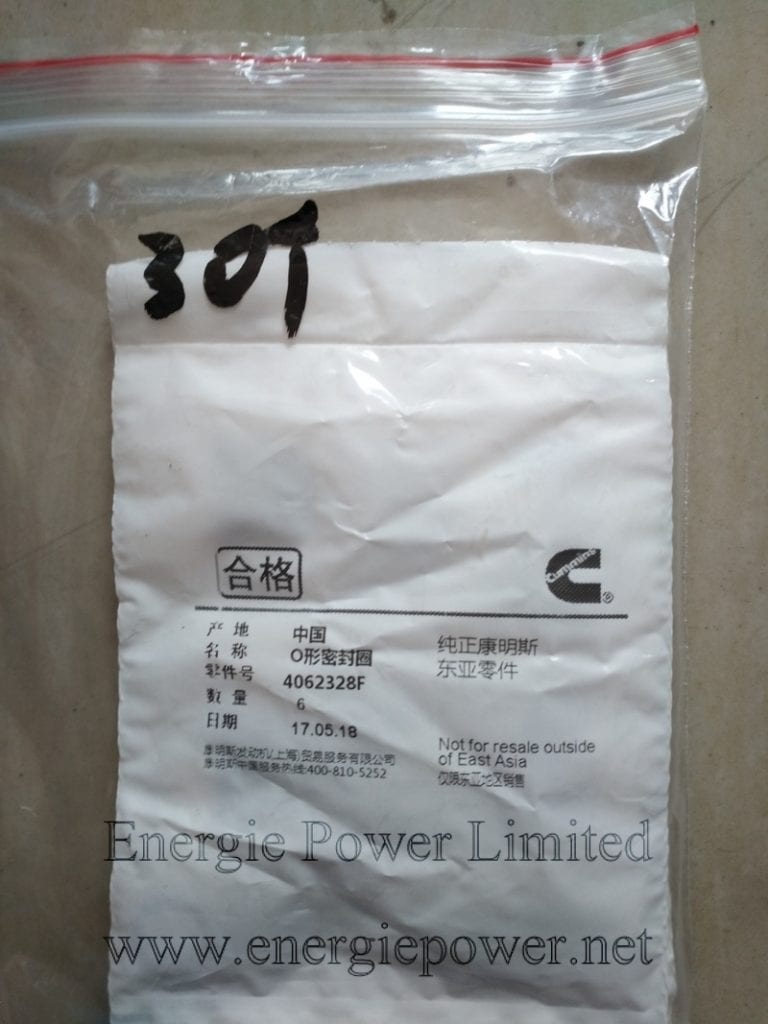 30T
合格
Cummins
®
产地 中国
名称 O形密封圈
零件号 4062328F
数量 6
日期 17.05.18
纯正康明斯
东亚零件
康明斯发动机(上海)贸易服务有限公司
康明斯中国服务热线:400-810-5252
Not for resale outside
of East Asia
仅限东亚地区销售
Energie Power Limited
www.energiepower.net